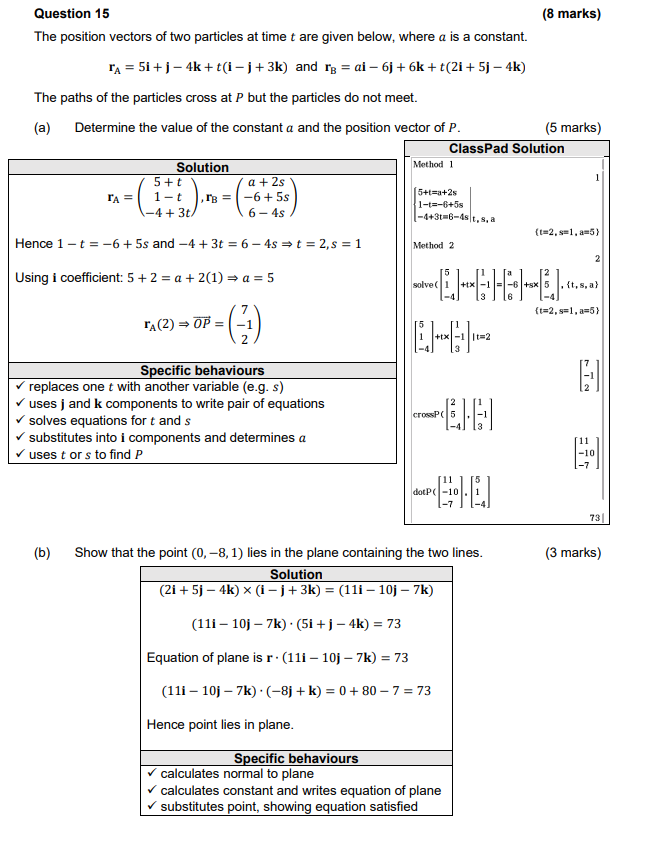 Question 15 (8 marks)
The position vectors of two particles at time t are given below, where a is a constant.
r_A = 5i + j − 4k + t(i − j + 3k) and r_B = ai − 6j + 6k + t(2i + 5j − 4k)
The paths of the particles cross at P but the particles do not meet.
(a) Determine the value of the constant a and the position vector of P. (5 marks)
Solution
r_A = (5 + t, 1 − t, −4 + 3t), r_B = (a + 2s, −6 + 5s, 6 − 4s)
Hence 1 − t = −6 + 5s and −4 + 3t = 6 − 4s ⇒ t = 2, s = 1
Using i coefficient: 5 + 2 = a + 2(1) ⇒ a = 5
r_A(2) ⇒ OP→ = (7, −1, 2)
Specific behaviours
✓ replaces one t with another variable (e.g. s)
✓ uses j and k components to write pair of equations
✓ solves equations for t and s
✓ substitutes into i components and determines a
✓ uses t or s to find P
ClassPad Solution
Method 1
1
{5+t=a+2s
1-t=-6+5s
-4+3t=6-4s | t, s, a
{t=2, s=1, a=5}
Method 2
2
solve([5 1 -4]+t×[1 -1 3]=[a -6 6]+s×[2 5 -4], {t, s, a}
{t=2, s=1, a=5}
[5 1 -4]+t×[1 -1 3]|t=2
[7 -1 2]
crossP([2 5 -4],[1 -1 3]
[11 -10 -7]
dotP([11 -10 -7],[5 1 -4]
73
(b) Show that the point (0, −8, 1) lies in the plane containing the two lines. (3 marks)
Solution
(2i + 5j − 4k) × (i − j + 3k) = (11i − 10j − 7k)
(11i − 10j − 7k) · (5i + j − 4k) = 73
Equation of plane is r · (11i − 10j − 7k) = 73
(11i − 10j − 7k) · (−8j + k) = 0 + 80 − 7 = 73
Hence point lies in plane.
Specific behaviours
✓ calculates normal to plane
✓ calculates constant and writes equation of plane
✓ substitutes point, showing equation satisfied